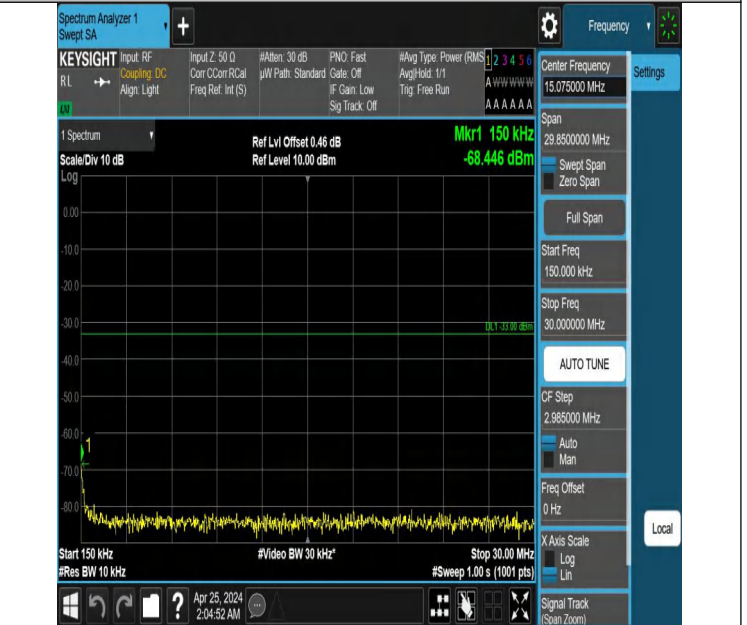 Spectrum Analyzer 1
Swept SA
+
Frequency
KEYSIGHT
RL
LXI
Input: RF
Coupling: DC
Align: Light
Input Z: 50 Ω
Corr CCorr RCal
Freq Ref: Int (S)
#Atten: 30 dB
µW Path: Standard
PNO: Fast
Gate: Off
IF Gain: Low
Sig Track: Off
#Avg Type: Power (RMS
Avg|Hold: 1/1
Trig: Free Run
1 2 3 4 5 6
A W W W W W
A A A A A A
1 Spectrum
Scale/Div 10 dB
Log
Ref Lvl Offset 0.46 dB
Ref Level 10.00 dBm
Mkr1 150 kHz
-68.446 dBm
0.00
-10.0
-20.0
-30.0
DL1 -33.00 dBm
-40.0
-50.0
-60.0
1
-70.0
-80.0
Start 150 kHz
#Video BW 30 kHz*
Stop 30.00 MHz
#Res BW 10 kHz
#Sweep 1.00 s (1001 pts)
Center Frequency
15.075000 MHz
Settings
Span
29.8500000 MHz
Swept Span
Zero Span
Full Span
Start Freq
150.000 kHz
Stop Freq
30.000000 MHz
AUTO TUNE
CF Step
2.985000 MHz
Auto
Man
Freq Offset
0 Hz
X Axis Scale
Log
Lin
Local
Signal Track
(Span Zoom)
?
Apr 25, 2024
2:04:52 AM